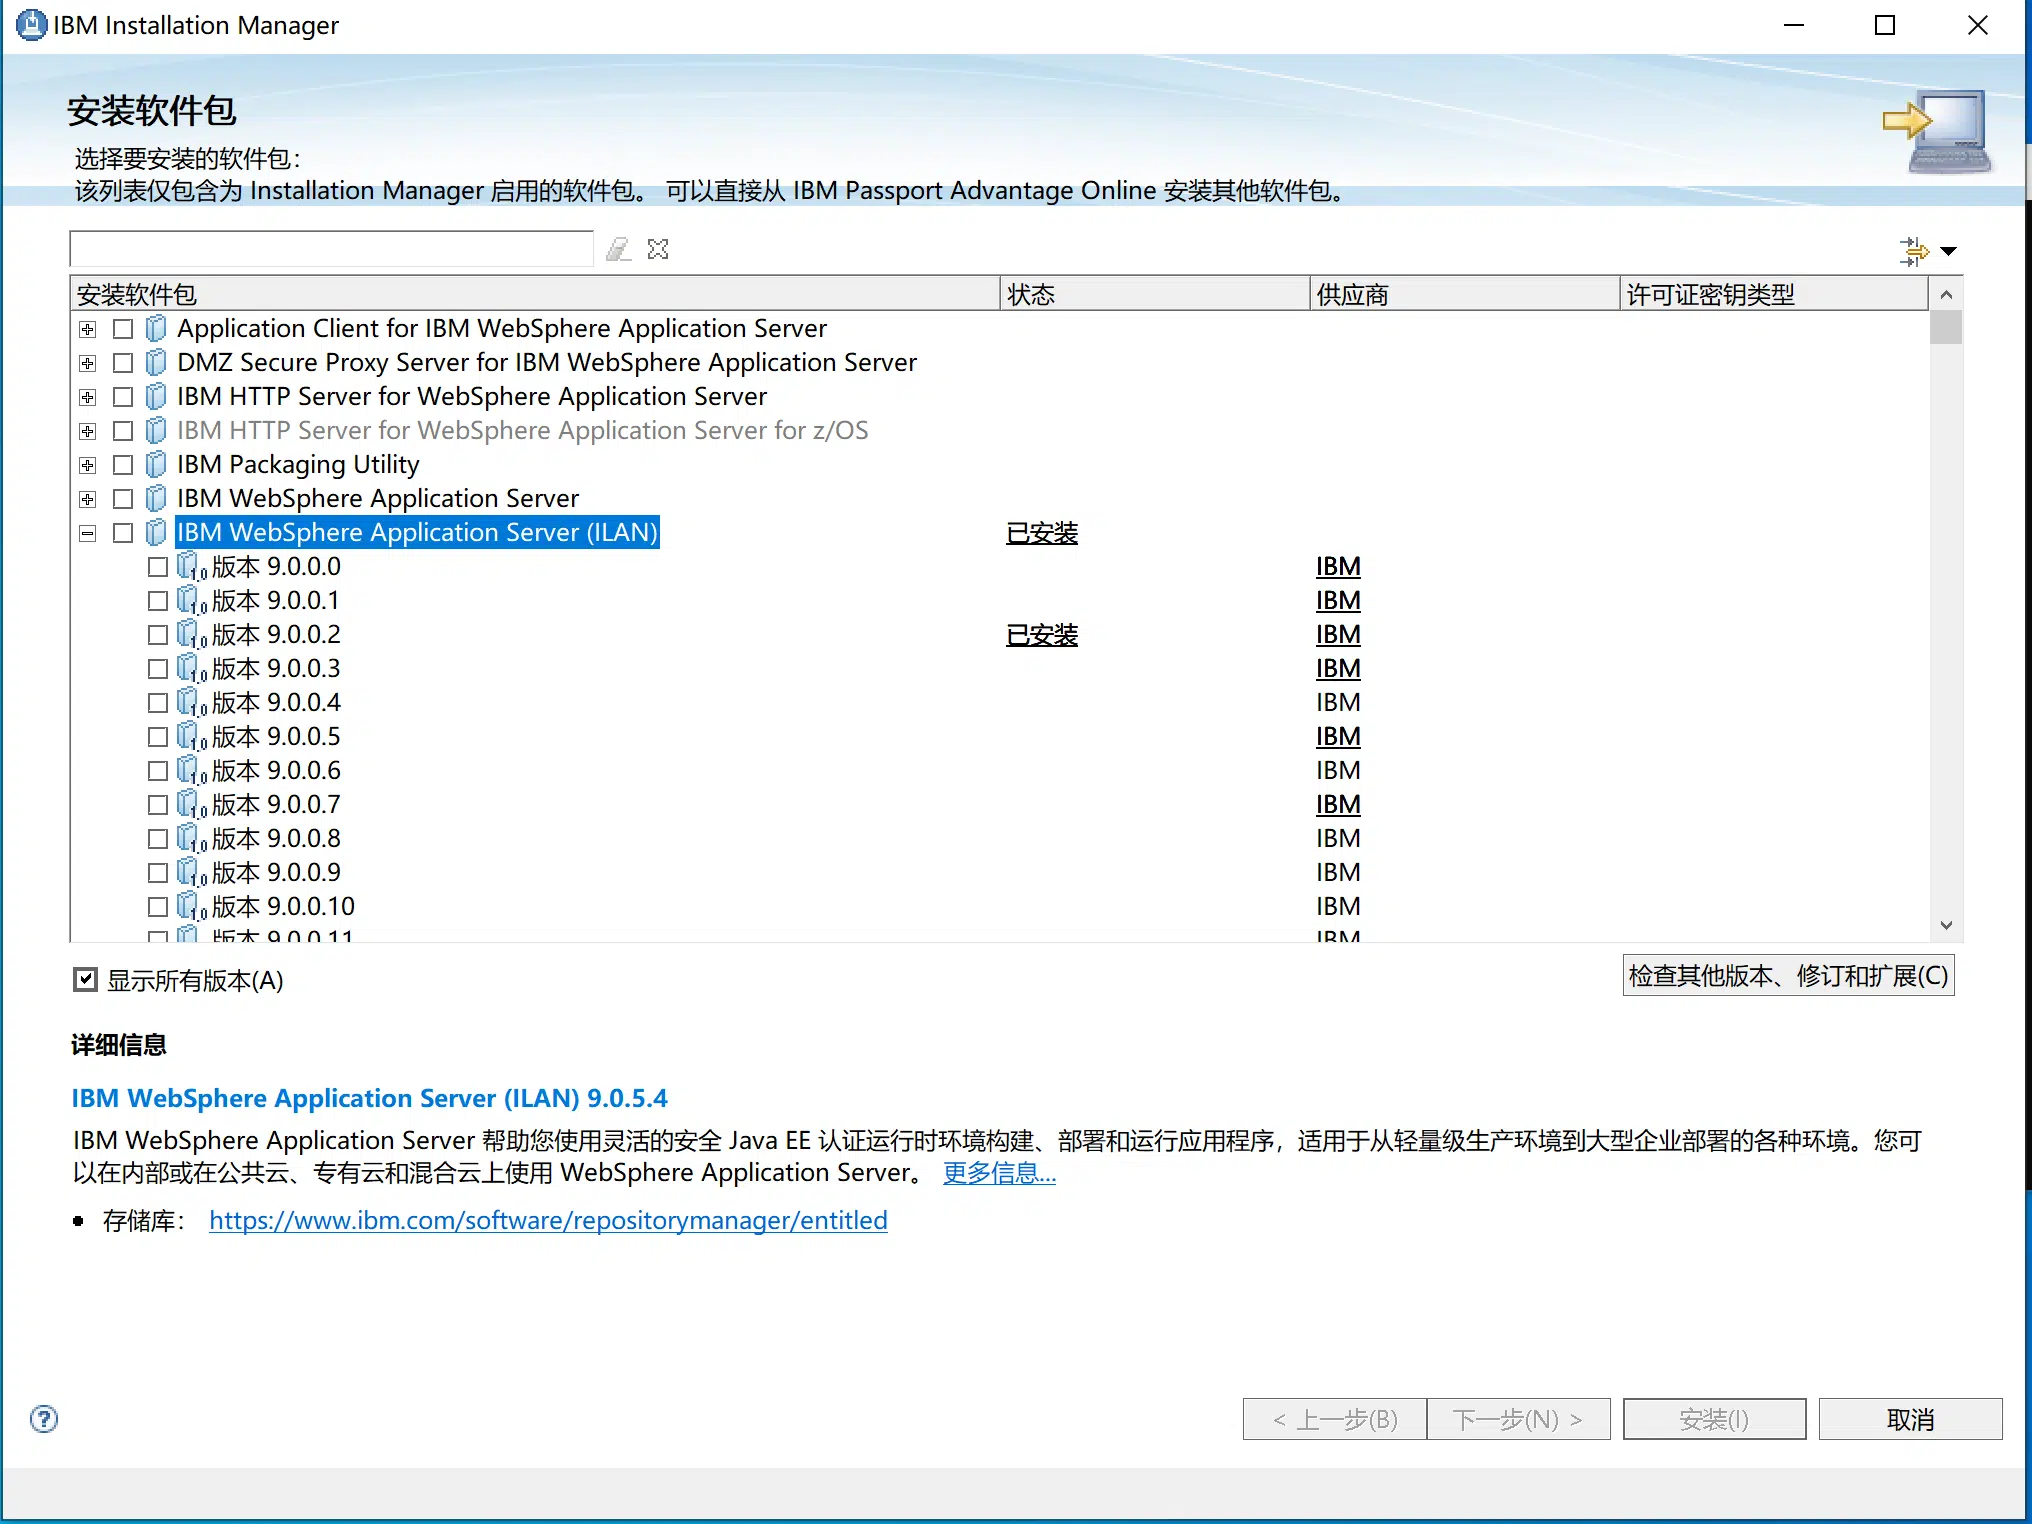 IBM Installation Manager
安装软件包
选择要安装的软件包：
该列表仅包含为 Installation Manager 启用的软件包。 可以直接从 IBM Passport Advantage Online 安装其他软件包。
安装软件包 状态 供应商 许可证密钥类型
Application Client for IBM WebSphere Application Server
DMZ Secure Proxy Server for IBM WebSphere Application Server
IBM HTTP Server for WebSphere Application Server
IBM HTTP Server for WebSphere Application Server for z/OS
IBM Packaging Utility
IBM WebSphere Application Server
IBM WebSphere Application Server (ILAN) 已安装
版本 9.0.0.0 IBM
版本 9.0.0.1 IBM
版本 9.0.0.2 已安装 IBM
版本 9.0.0.3 IBM
版本 9.0.0.4 IBM
版本 9.0.0.5 IBM
版本 9.0.0.6 IBM
版本 9.0.0.7 IBM
版本 9.0.0.8 IBM
版本 9.0.0.9 IBM
版本 9.0.0.10 IBM
版本 9.0.0.11 IBM
显示所有版本(A) 检查其他版本、修订和扩展(C)
详细信息
IBM WebSphere Application Server (ILAN) 9.0.5.4
IBM WebSphere Application Server 帮助您使用灵活的安全 Java EE 认证运行时环境构建、部署和运行应用程序，适用于从轻量级生产环境到大型企业部署的各种环境。您可
以在内部或在公共云、专有云和混合云上使用 WebSphere Application Server。 更多信息...
存储库： https://www.ibm.com/software/repositorymanager/entitled
? < 上一步(B) 下一步(N) > 安装(I) 取消